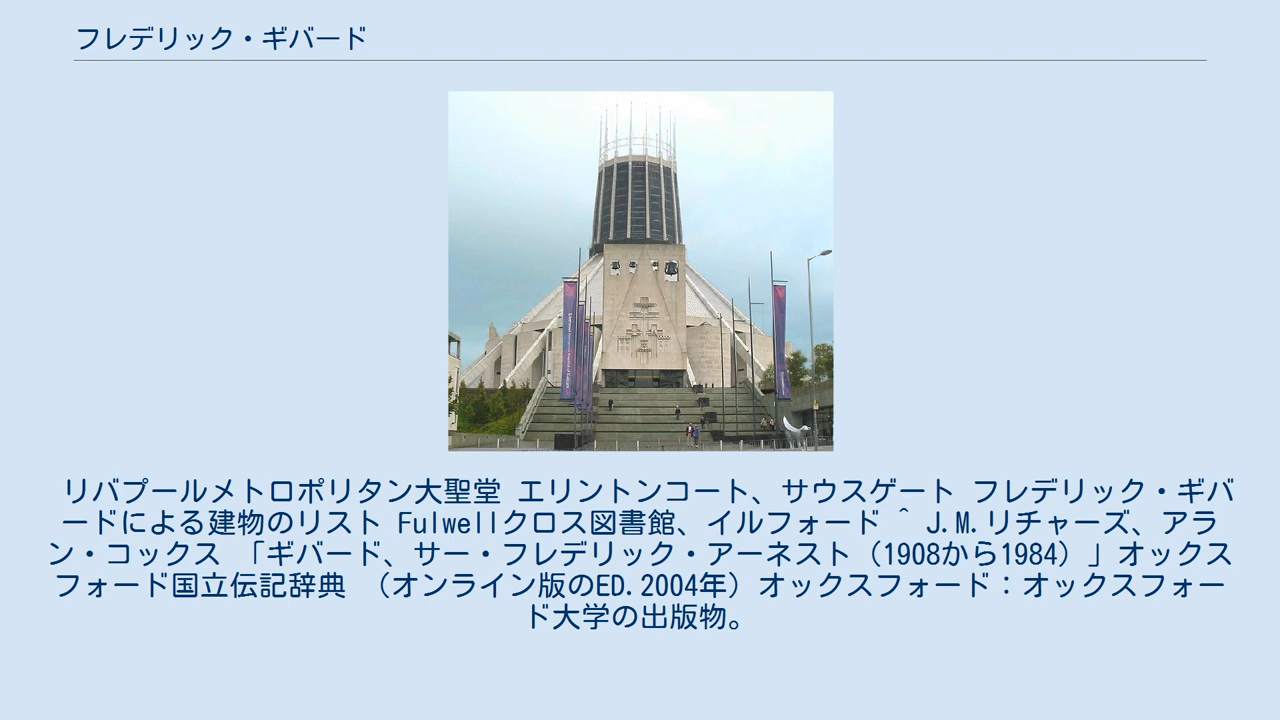 フレデリック・ギバード
リバプールメトロポリタン大聖堂 エリントンコート、サウスゲート フレデリック・ギバ
ードによる建物のリスト Fulwellクロス図書館、イルフォード ^ J.M.リチャーズ、アラ
ン・コックス 「ギバード、サー・フレデリック・アーネスト（1908から1984）」オックス
フォード国立伝記辞典 （オンライン版のED.2004年）オックスフォード：オックスフォー
ド大学の出版物。